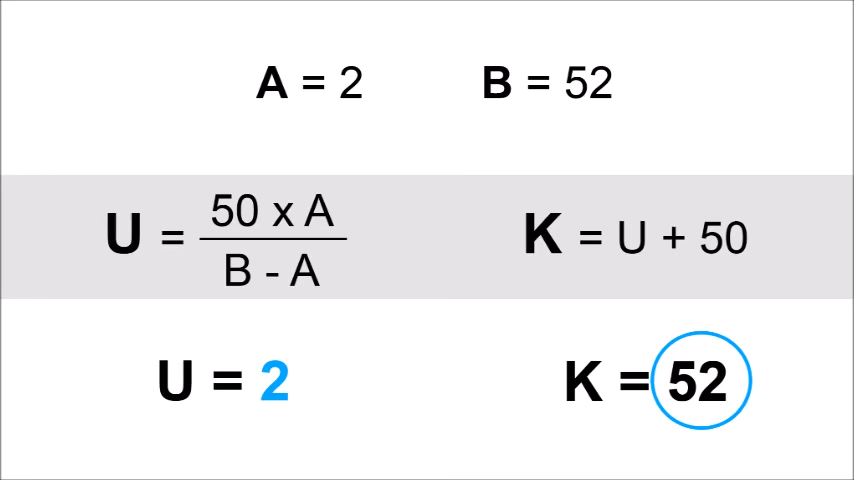 A = 2 B = 52
U = 50 x A / B - A
K = U + 50
U = 2 K = 52